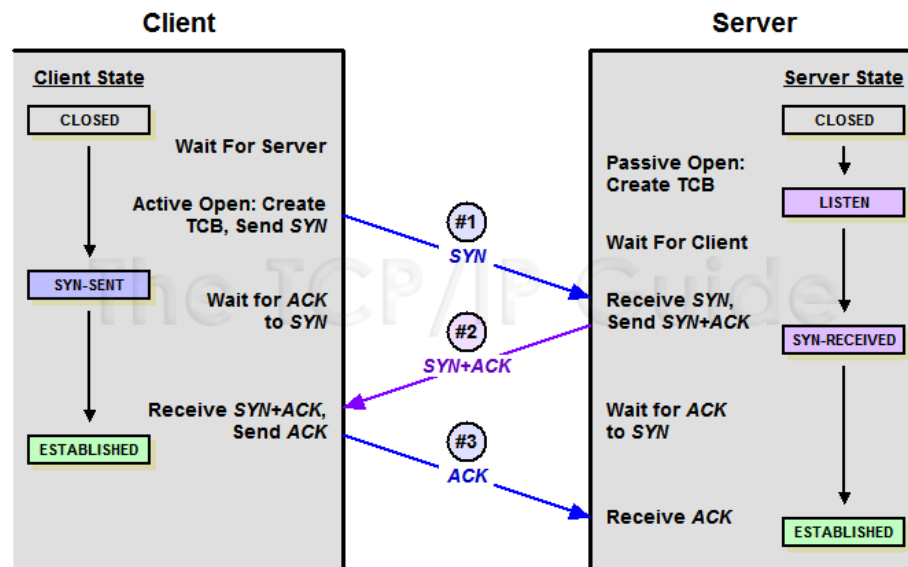 Client
Server
Client State
Server State
CLOSED
CLOSED
Wait For Server
Passive Open:
Create TCB
Active Open: Create
TCB, Send SYN
LISTEN
#1
SYN
Wait For Client
The TCP/IP Guide
SYN-SENT
Wait for ACK
to SYN
Receive SYN,
Send SYN+ACK
#2
SYN+ACK
SYN-RECEIVED
Receive SYN+ACK,
Send ACK
Wait for ACK
to SYN
ESTABLISHED
#3
ACK
Receive ACK
ESTABLISHED